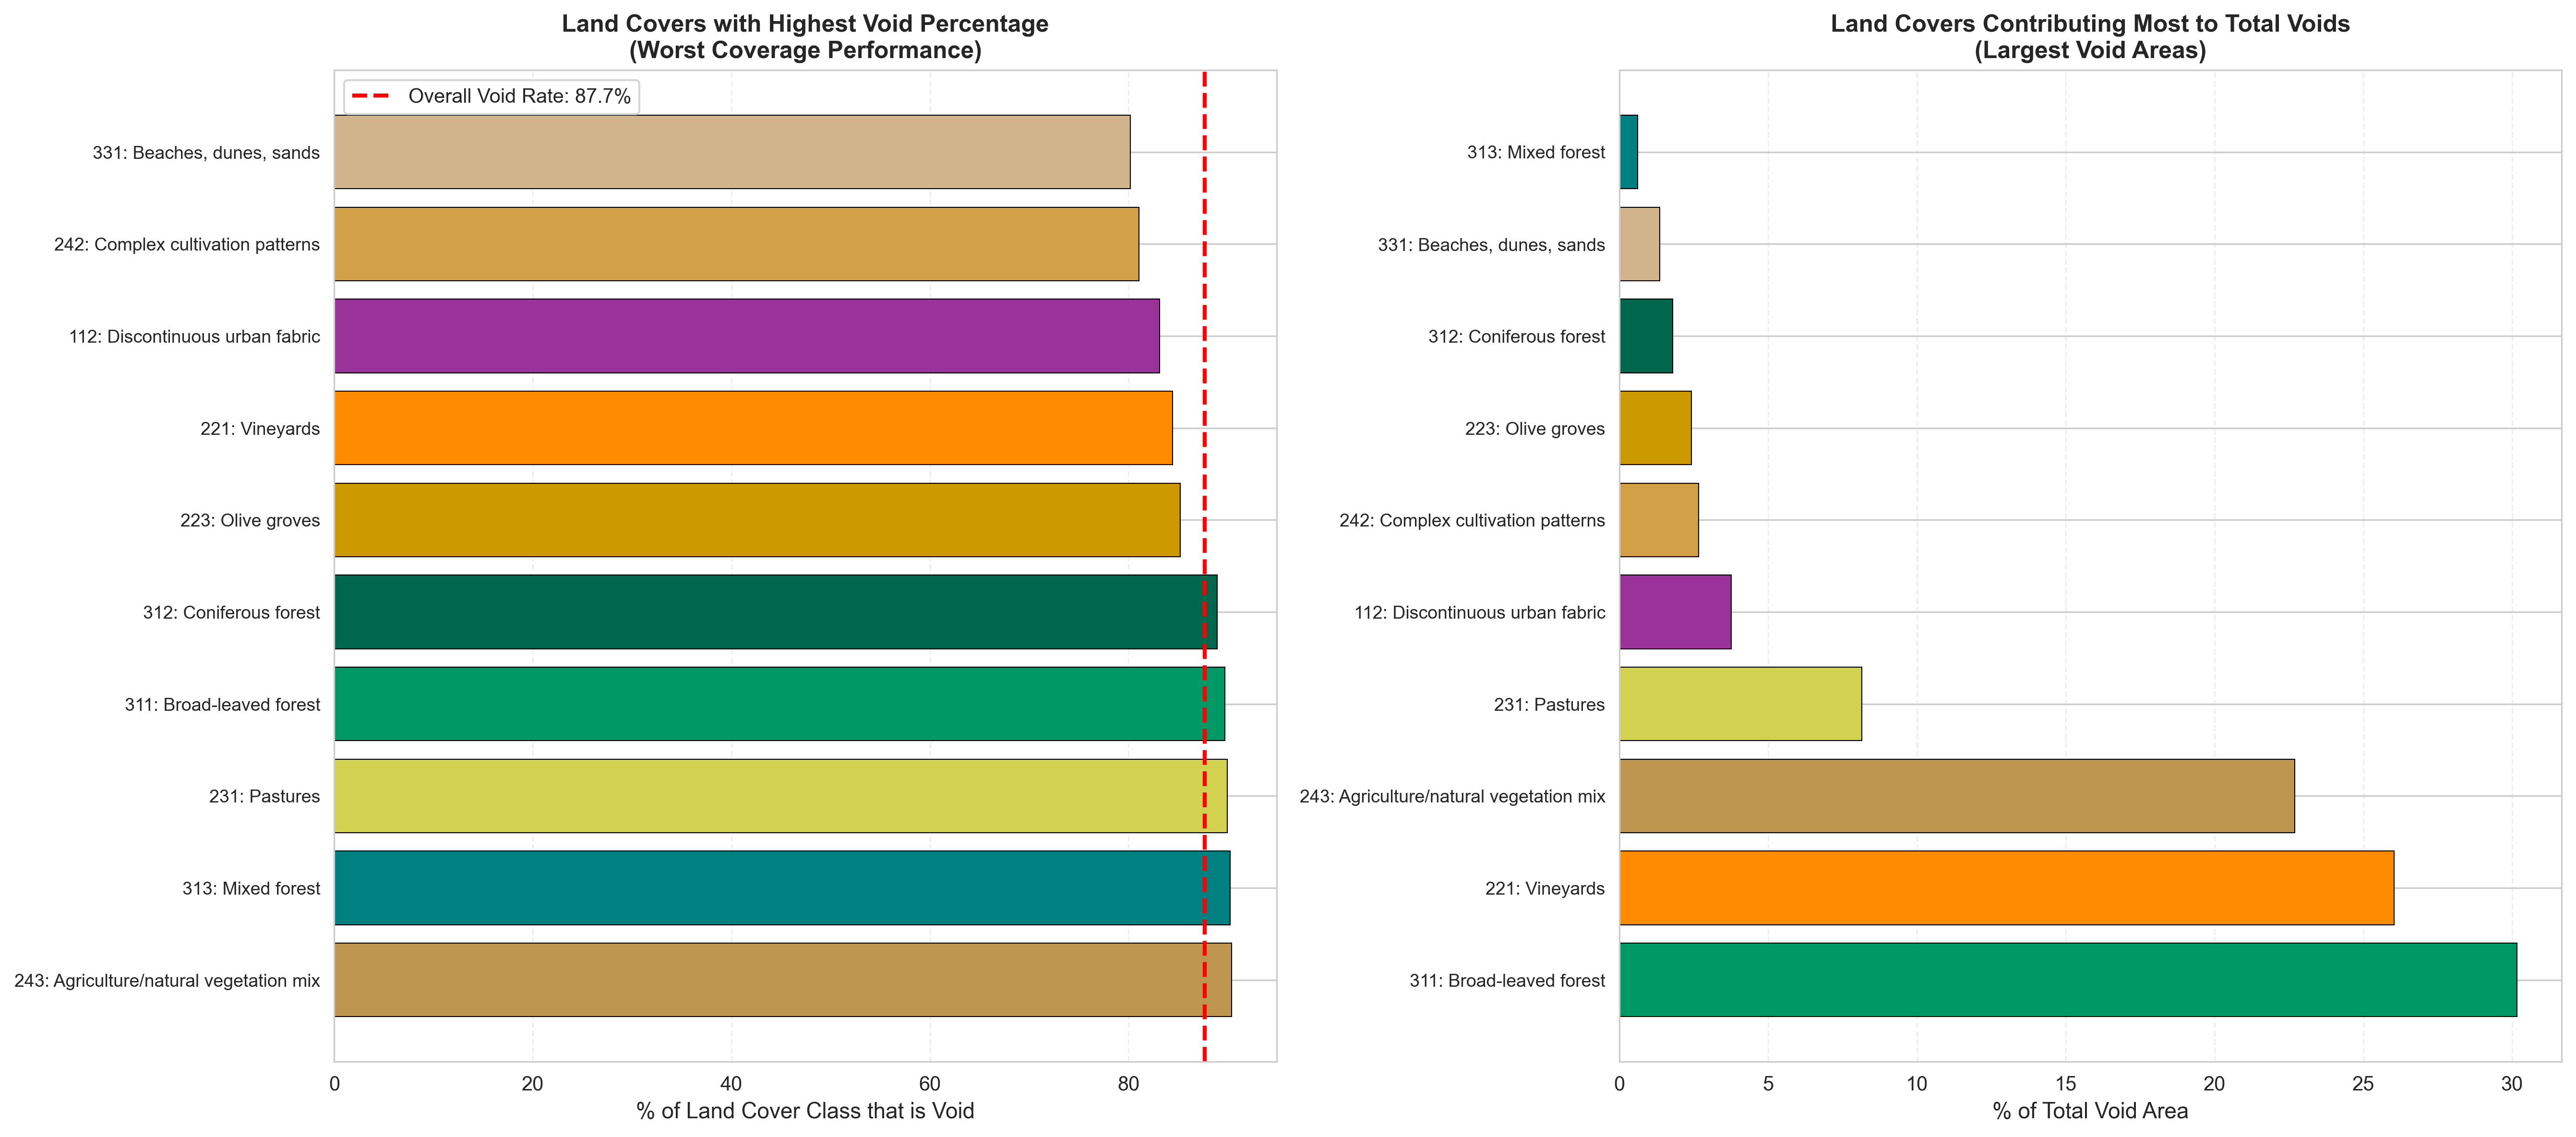 Land Covers with Highest Void Percentage
(Worst Coverage Performance)
Overall Void Rate: 87.7%
331: Beaches, dunes, sands
242: Complex cultivation patterns
112: Discontinuous urban fabric
221: Vineyards
223: Olive groves
312: Coniferous forest
311: Broad-leaved forest
231: Pastures
313: Mixed forest
243: Agriculture/natural vegetation mix
0 20 40 60 80
% of Land Cover Class that is Void
Land Covers Contributing Most to Total Voids
(Largest Void Areas)
313: Mixed forest
331: Beaches, dunes, sands
312: Coniferous forest
223: Olive groves
242: Complex cultivation patterns
112: Discontinuous urban fabric
231: Pastures
243: Agriculture/natural vegetation mix
221: Vineyards
311: Broad-leaved forest
0 5 10 15 20 25 30
% of Total Void Area